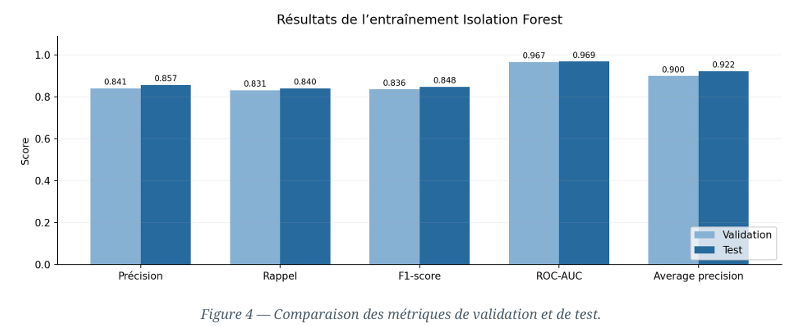 Résultats de l’entraînement Isolation Forest
Score
1.0
0.8
0.6
0.4
0.2
0.0
0.841
0.857
0.831
0.840
0.836
0.848
0.967
0.969
0.900
0.922
Validation
Test
Précision
Rappel
F1-score
ROC-AUC
Average precision
Figure 4 — Comparaison des métriques de validation et de test.